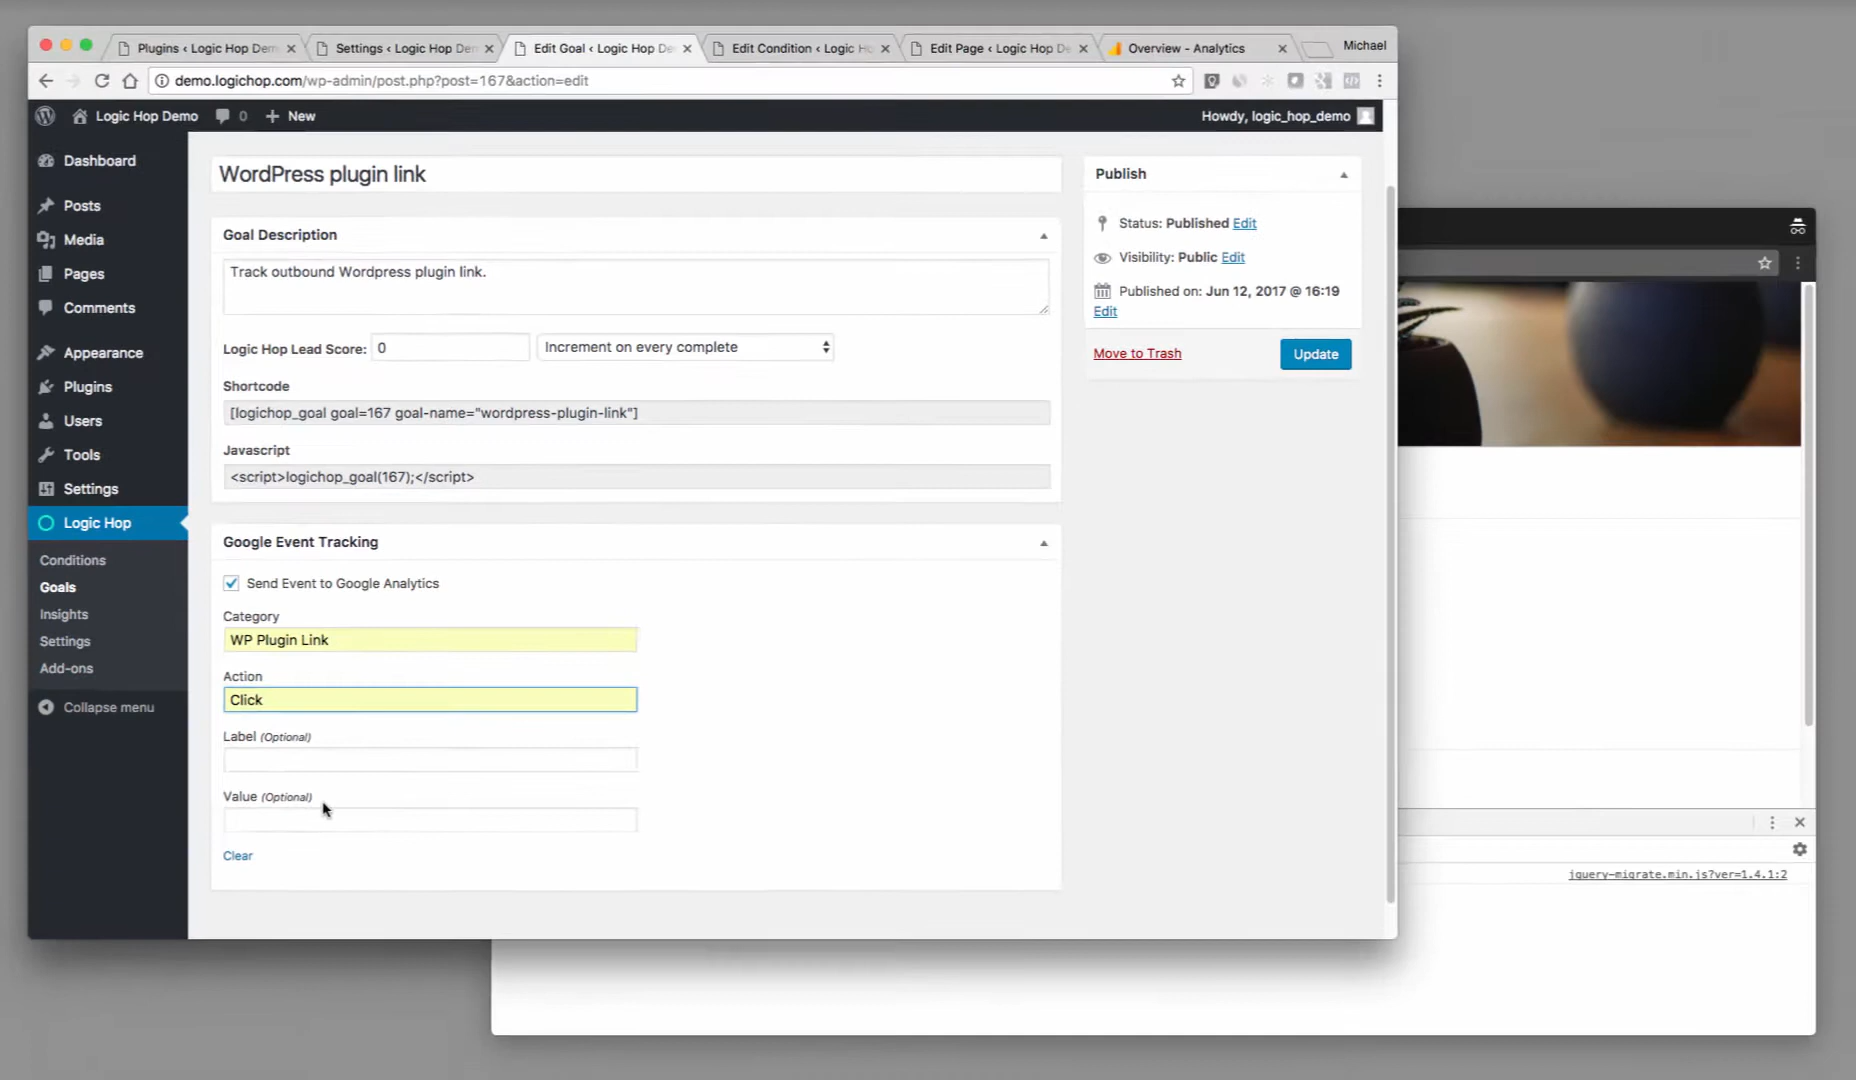 Plugins ‹ Logic Hop Dem
Settings ‹ Logic Hop Dem
Edit Goal ‹ Logic Hop De
Edit Condition ‹ Logic Ho
Edit Page ‹ Logic Hop De
Overview - Analytics
Michael
demo.logichop.com/wp-admin/post.php?post=167&action=edit
Logic Hop Demo
0
+ New
Howdy, logic_hop_demo
Dashboard
Posts
Media
Pages
Comments
Appearance
Plugins
Users
Tools
Settings
Logic Hop
Conditions
Goals
Insights
Settings
Add-ons
Collapse menu
WordPress plugin link
Goal Description
Track outbound Wordpress plugin link.
Logic Hop Lead Score: 0 Increment on every complete
Shortcode
[logichop_goal goal=167 goal-name="wordpress-plugin-link"]
Javascript
<script>logichop_goal(167);</script>
Google Event Tracking
Send Event to Google Analytics
Category
WP Plugin Link
Action
Click
Label (Optional)
Value (Optional)
Clear
Publish
Status: Published Edit
Visibility: Public Edit
Published on: Jun 12, 2017 @ 16:19
Edit
Move to Trash
Update
jquery-migrate.min.js?ver=1.4.1:2